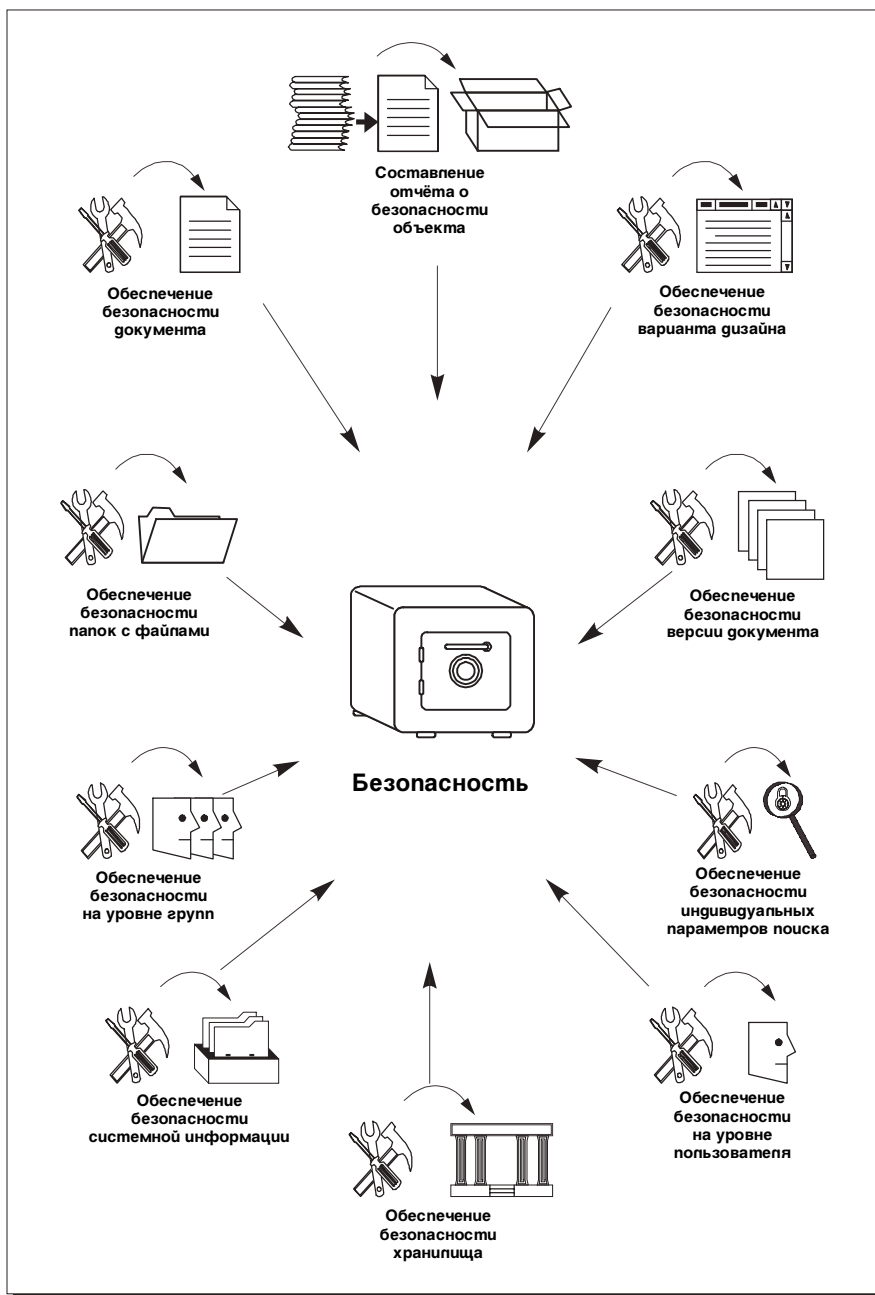 Составление
отчёта о
безопасности
объекта
Обеспечение
безопасности
документа
Обеспечение
безопасности
варианта дизайна
Обеспечение
безопасности
папок с файлами
Обеспечение
безопасности
версии документа
Безопасность
Обеспечение
безопасности
на уровне групп
Обеспечение
безопасности
индивидуальных
параметров поиска
Обеспечение
безопасности
системной информации
Обеспечение
безопасности
на уровне
пользователя
Обеспечение
безопасности
хранилища